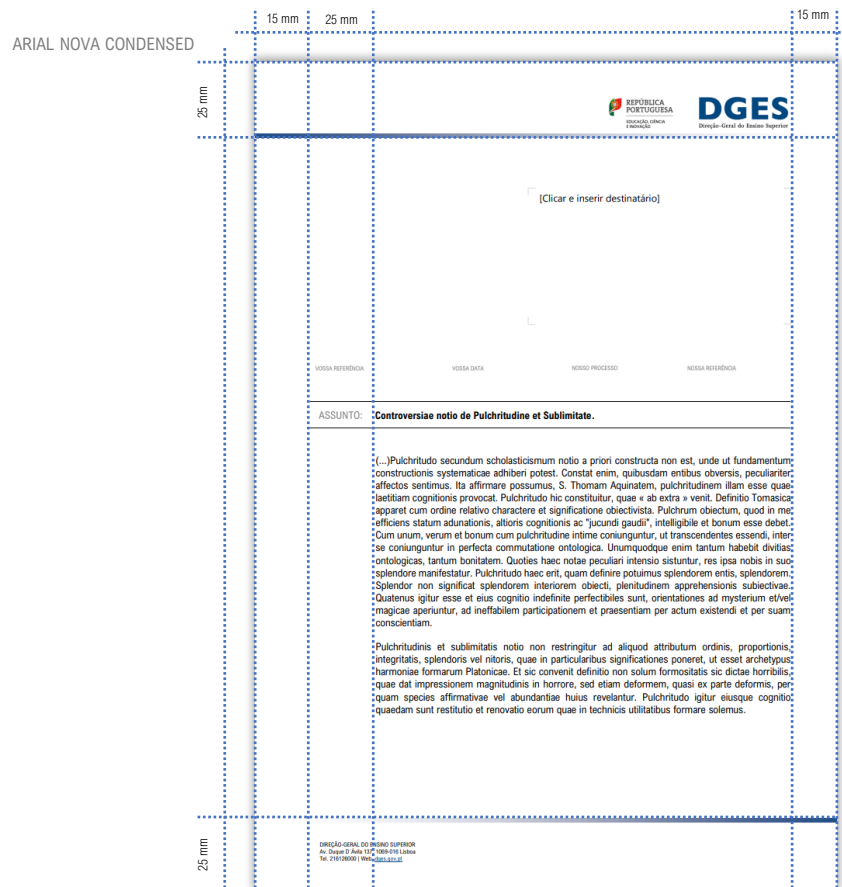 15 mm 25 mm 15 mm
ARIAL NOVA CONDENSED
25 mm
REPÚBLICA
PORTUGUESA
EDUCAÇÃO, CIÊNCIA
E INOVAÇÃO
DGES
Direção-Geral do Ensino Superior
[Clicar e inserir destinatário]
VOSSA REFERÊNCIA VOSSA DATA NOSSO PROCESSO NOSSA REFERÊNCIA
ASSUNTO: Controversiae notio de Pulchritudine et Sublimitate.
(...)Pulchritudo secundum scholasticismum notio a priori constructa non est, unde ut fundamentum
constructionis systematicae adhiberi potest. Constat enim, quibusdam entibus obversis, peculiariter
affectos sentimus. Ita affirmare possumus, S. Thomam Aquinatem, pulchritudinem illam esse quae
laetitiam cognitionis provocat. Pulchritudo hic constituitur, quae « ab extra » venit. Definitio Tomasica
apparet cum ordine relativo charactere et significatione obiectivista. Pulchrum obiectum, quod in me
efficiens statum adunationis, altioris cognitionis ac "jucundi gaudii", intelligibile et bonum esse debet.
Cum unum, verum et bonum cum pulchritudine intime coniunguntur, ut transcendentes essendi, inter
se coniunguntur in perfecta commutatione ontologica. Unumquodque enim tantum habebit divitias
ontologicas, tantum bonitatem. Quoties haec notae peculiari intensio sistuntur, res ipsa nobis in suo
splendore manifestatur. Pulchritudo haec erit, quam definire potuimus splendorem entis, splendorem.
Splendor non significat splendorem interiorem obiecti, plenitudinem apprehensionis subiectivae.
Quatenus igitur esse et eius cognitio indefinite perfectibiles sunt, orientationes ad mysterium et/vel
magicae aperiuntur, ad ineffabilem participationem et praesentiam per actum existendi et per suam
conscientiam.
Pulchritudinis et sublimitatis notio non restringitur ad aliquod attributum ordinis, proportionis,
integritatis, splendoris vel nitoris, quae in particularibus significationes poneret, ut esset archetypus
harmoniae formarum Platonicae. Et sic convenit definitio non solum formositatis sic dictae horribilis,
quae dat impressionem magnitudinis in horrore, sed etiam deformem, quasi ex parte deformis, per
quam species affirmativae vel abundantiae huius revelantur. Pulchritudo igitur eiusque cognitio
quaedam sunt restitutio et renovatio eorum quae in technicis utilitatibus formare solemus.
25 mm
DIREÇÃO-GERAL DO ENSINO SUPERIOR
Av. Duque D´Ávila 137, 1069-016 Lisboa
Tel. 216126000 | Web: dges.gov.pt